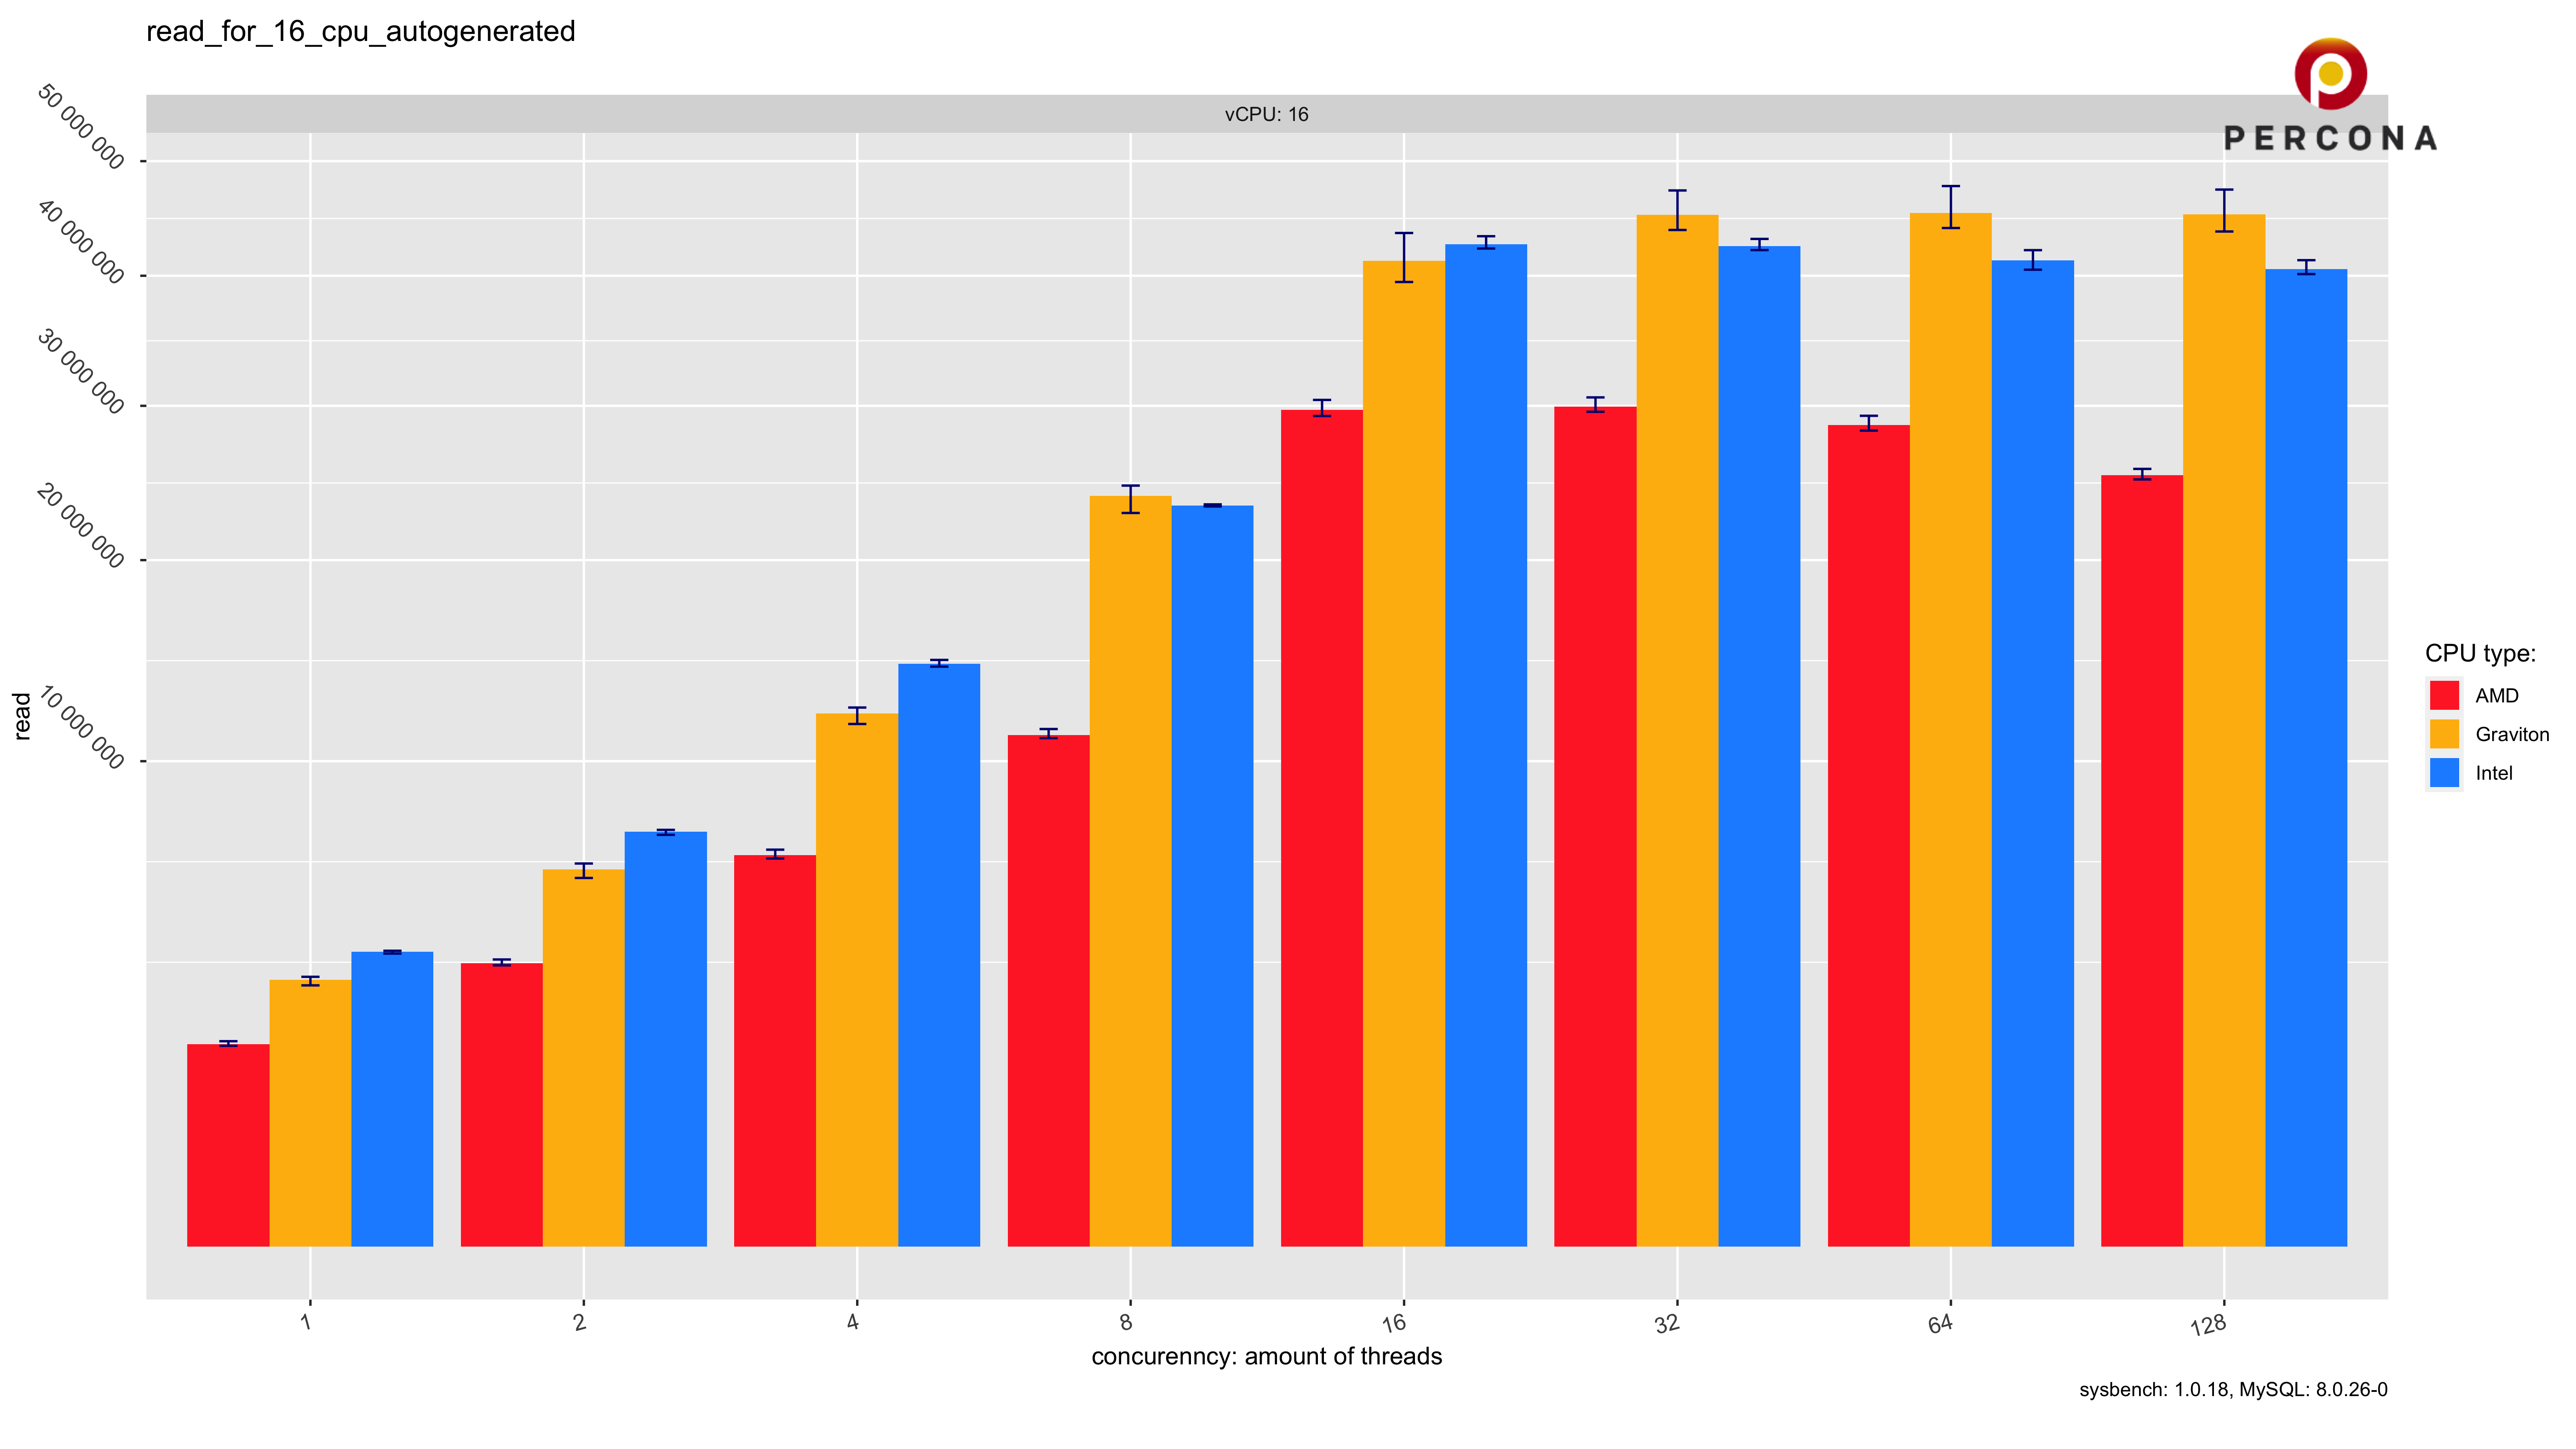 read_for_16_cpu_autogenerated
PERCONA
vCPU: 16
50 000 000
40 000 000
30 000 000
20 000 000
10 000 000
read
CPU type:
AMD
Graviton
Intel
1
2
4
8
16
32
64
128
concurenncy: amount of threads
sysbench: 1.0.18, MySQL: 8.0.26-0